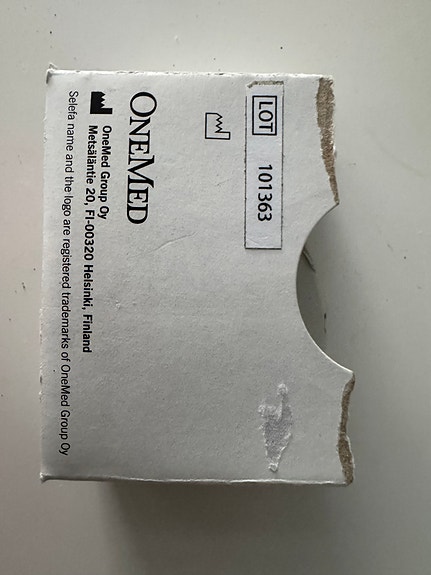 LOT 101363
ONEMED
OneMed Group Oy
Metsäläntie 20, FI-00320 Helsinki, Finland
Selefa name and the logo are registered trademarks of OneMed Group Oy